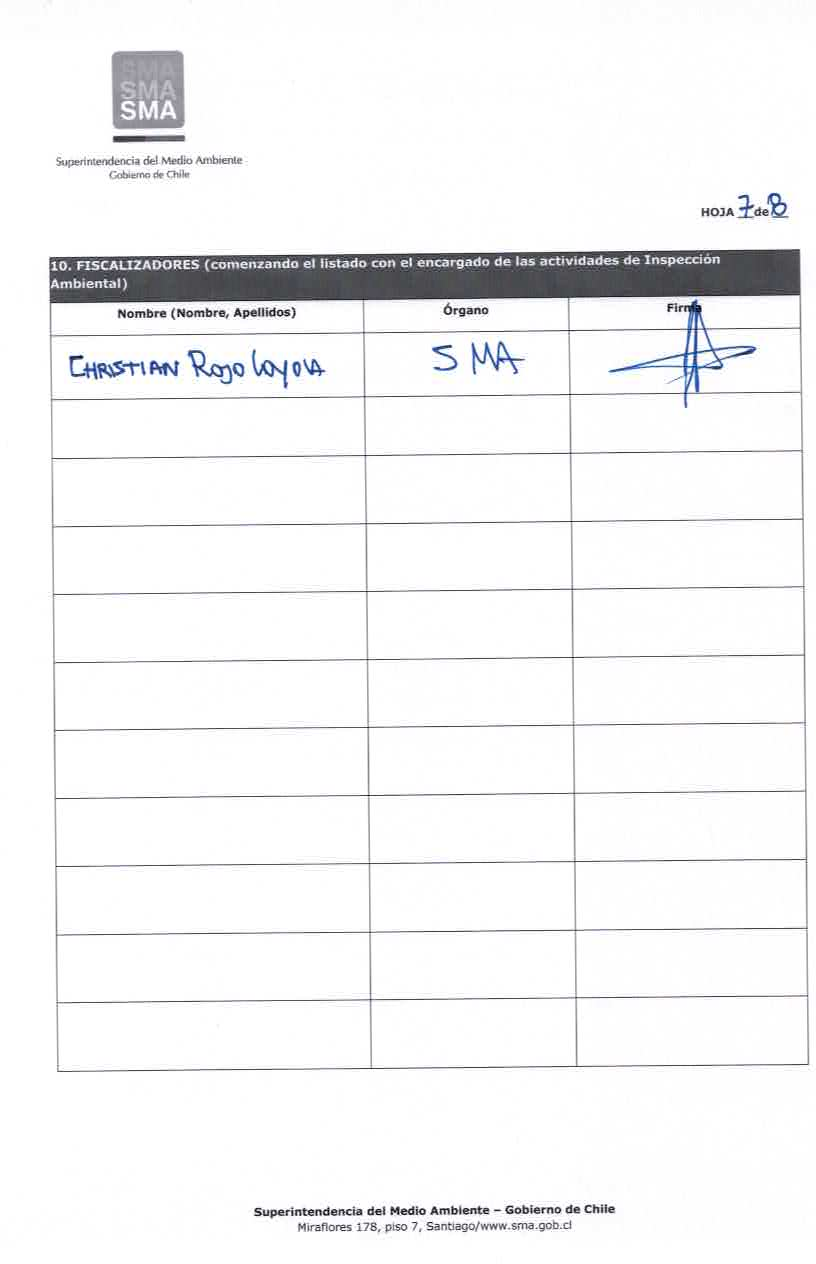 SMA
SMA
SMA
Superintendencia del Medio Ambiente
Gobierno de Chile
HOJA 7 de 8
10. FISCALIZADORES (comenzando el listado con el encargado de las actividades de Inspección
Ambiental)
Nombre (Nombre, Apellidos) Órgano Firma
CHRISTIAN Rojo Loyola SMA
Superintendencia del Medio Ambiente – Gobierno de Chile
Miraflores 178, piso 7, Santiago/www.sma.gob.cl